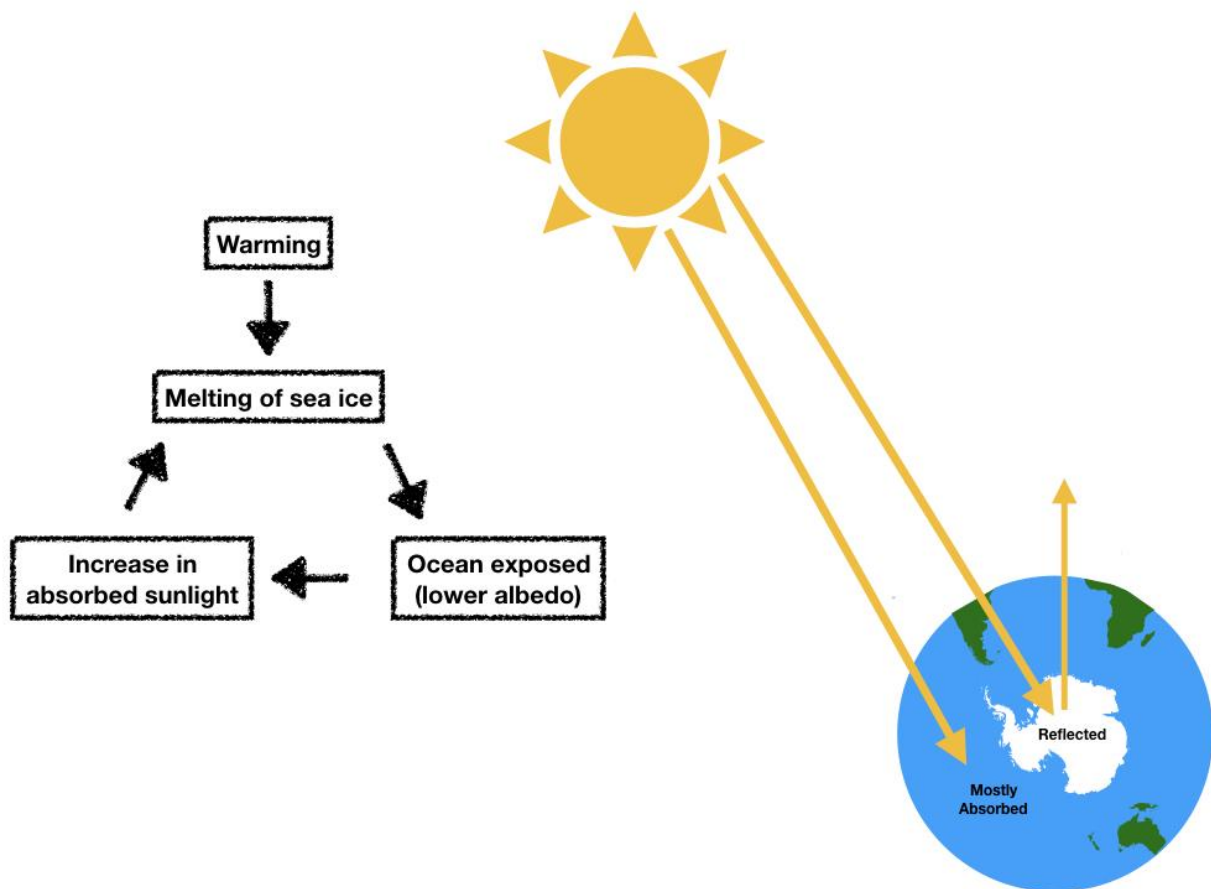 Warming
Melting of sea ice
Increase in
absorbed sunlight
Ocean exposed
(lower albedo)
Reflected
Mostly
Absorbed